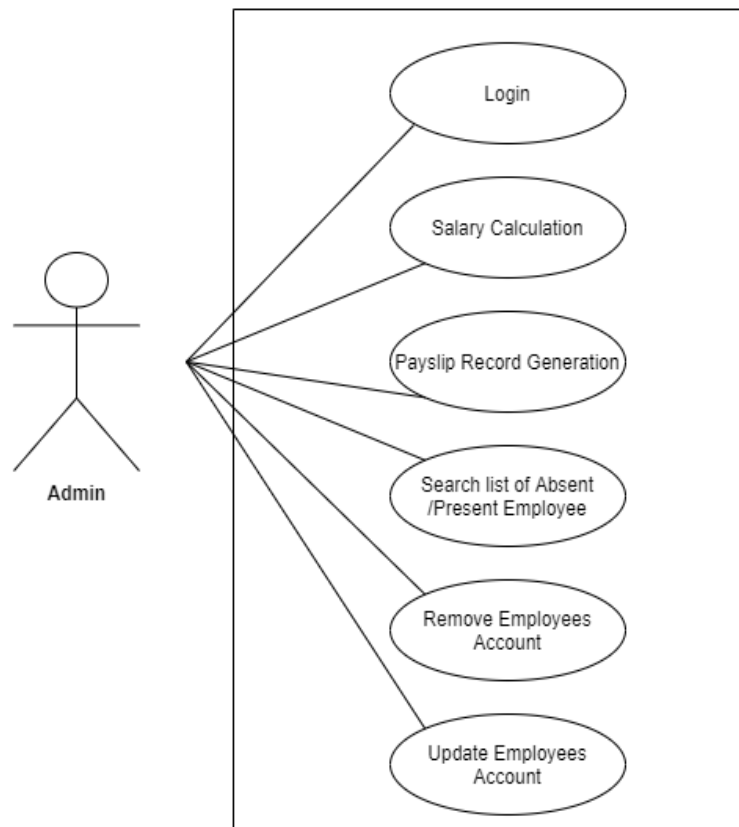 Login
Salary Calculation
Payslip Record Generation
Admin
Search list of Absent
/Present Employee
Remove Employees
Account
Update Employees
Account